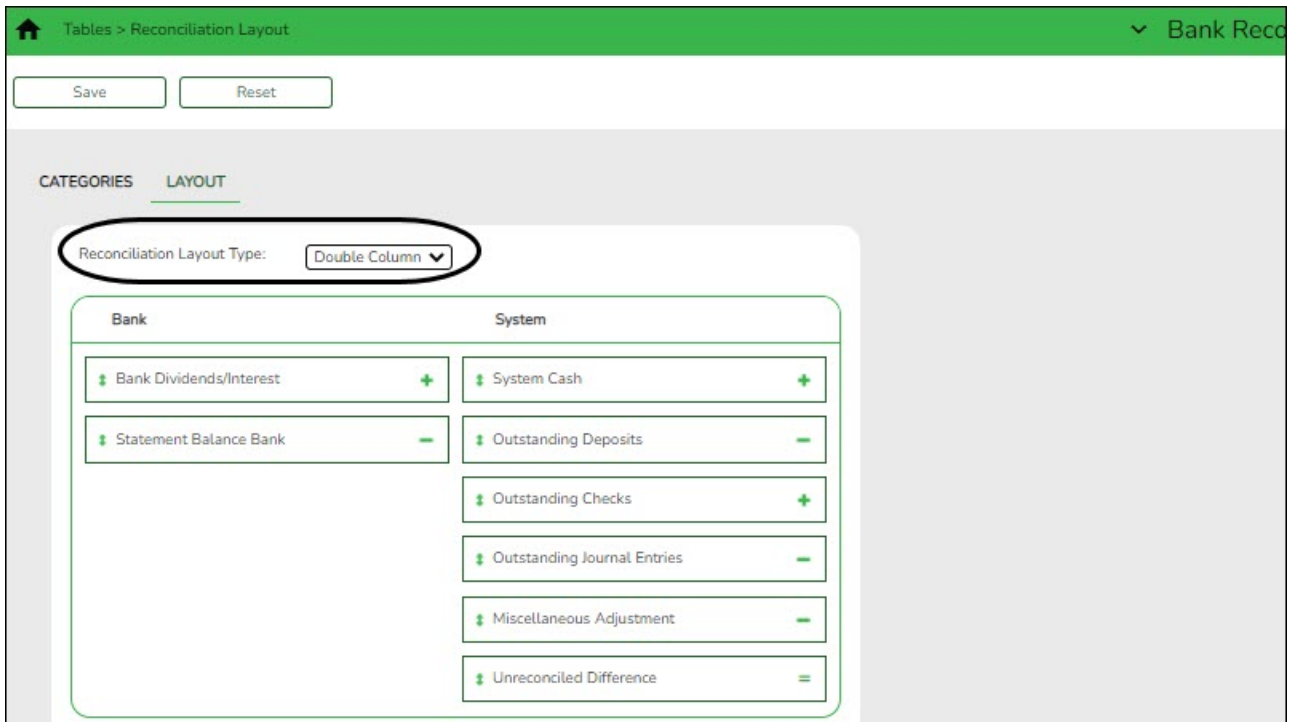 Tables > Reconciliation Layout
Bank Reco
Save Reset
CATEGORIES LAYOUT
Reconciliation Layout Type: Double Column
Bank System
Bank Dividends/Interest + System Cash +
Statement Balance Bank − Outstanding Deposits −
Outstanding Checks +
Outstanding Journal Entries −
Miscellaneous Adjustment −
Unreconciled Difference =